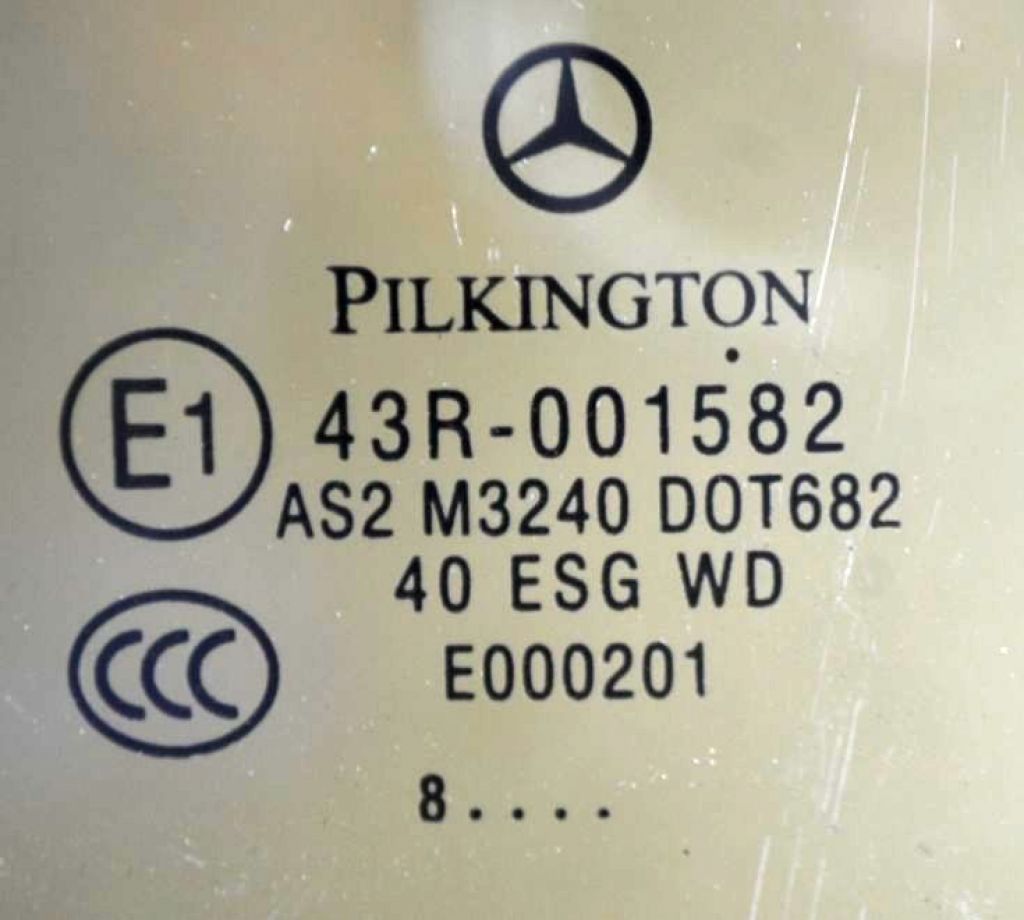 PILKINGTON
E1 43R-001582
AS2 M3240 DOT682
40 ESG WD
E000201
CCC
8....